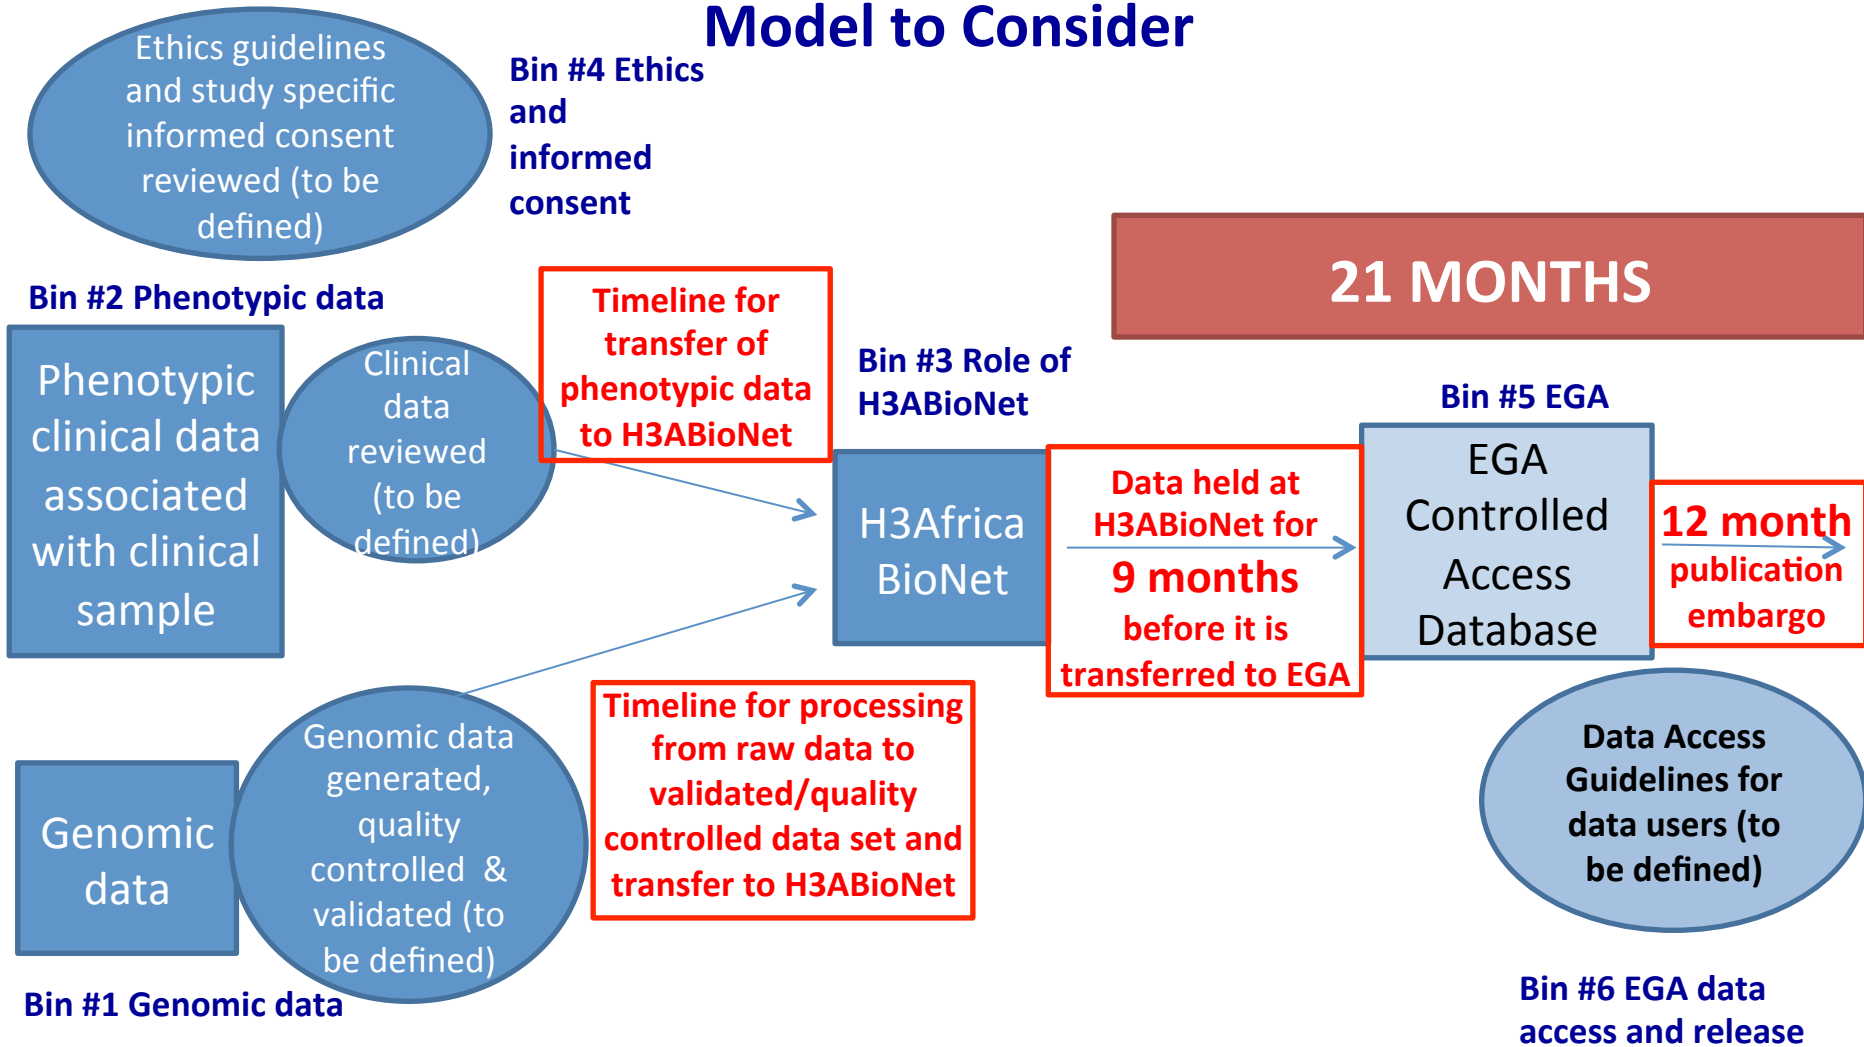 Model to Consider
Ethics guidelines
and study specific
informed consent
reviewed (to be
defined)
Bin #4 Ethics
and
informed
consent
21 MONTHS
Bin #2 Phenotypic data
Phenotypic
clinical data
associated
with clinical
sample
Clinical
data
reviewed
(to be
defined)
Timeline for
transfer of
phenotypic data
to H3ABioNet
Bin #3 Role of
H3ABioNet
H3Africa
BioNet
Data held at
H3ABioNet for
9 months
before it is
transferred to EGA
Bin #5 EGA
EGA
Controlled
Access
Database
12 month
publication
embargo
Genomic
data
Genomic data
generated,
quality
controlled  &
validated (to
be defined)
Timeline for processing
from raw data to
validated/quality
controlled data set and
transfer to H3ABioNet
Data Access
Guidelines for
data users (to
be defined)
Bin #1 Genomic data
Bin #6 EGA data
access and release